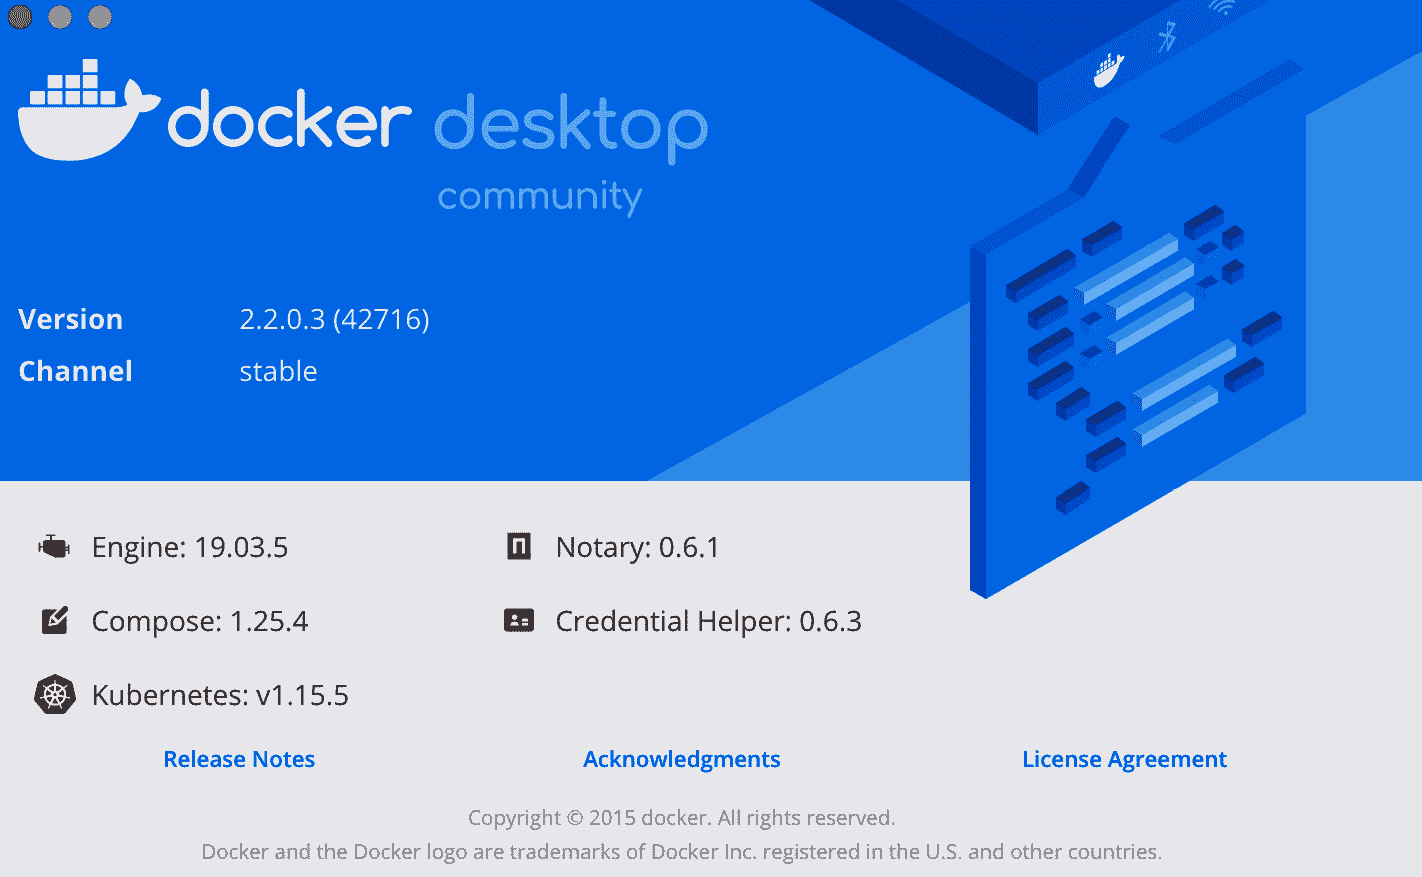 docker desktop
community
Version 2.2.0.3 (42716)
Channel stable
Engine: 19.03.5 Notary: 0.6.1
Compose: 1.25.4 Credential Helper: 0.6.3
Kubernetes: v1.15.5
Release Notes Acknowledgments License Agreement
Copyright © 2015 docker. All rights reserved.
Docker and the Docker logo are trademarks of Docker Inc. registered in the U.S. and other countries.